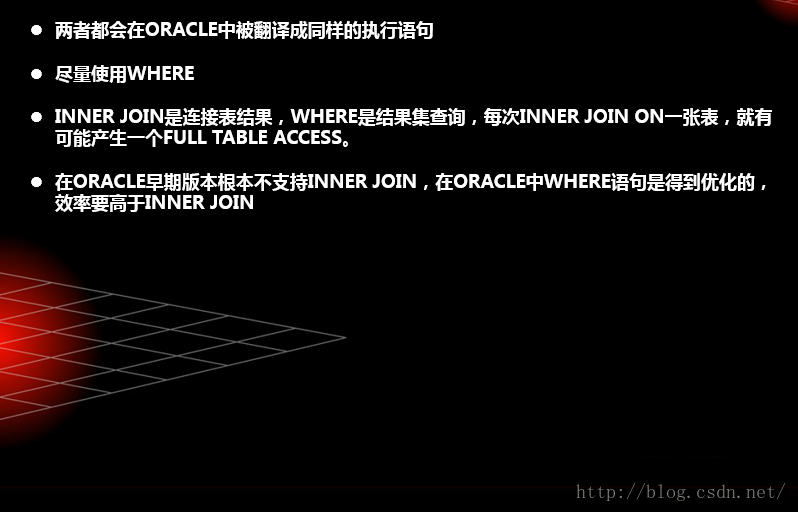 ● 两者都会在ORACLE中被翻译成同样的执行语句
● 尽量使用WHERE
● INNER JOIN是连接表结果，WHERE是结果集查询，每次INNER JOIN ON一张表，就有
可能产生一个FULL TABLE ACCESS。
● 在ORACLE早期版本根本不支持INNER JOIN，在ORACLE中WHERE语句是得到优化的，
效率要高于INNER JOIN
http://blog.csdn.net/